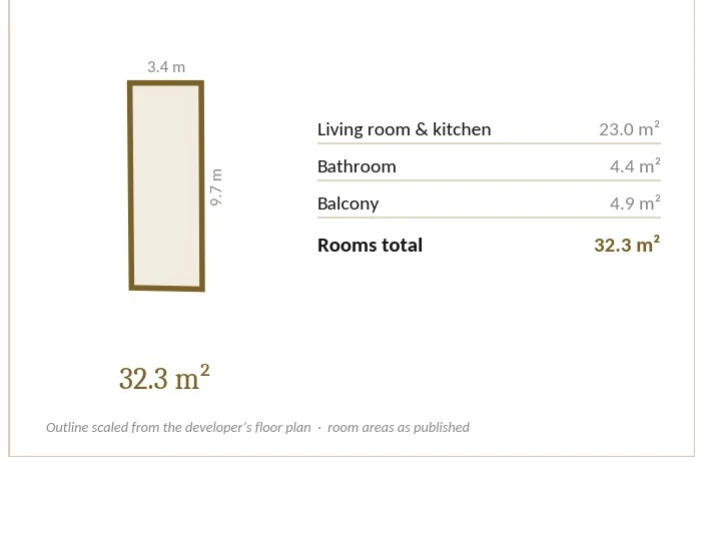 3.4 m
9.7 m
Living room & kitchen 23.0 m²
Bathroom 4.4 m²
Balcony 4.9 m²
Rooms total 32.3 m²
32.3 m²
Outline scaled from the developer's floor plan · room areas as published